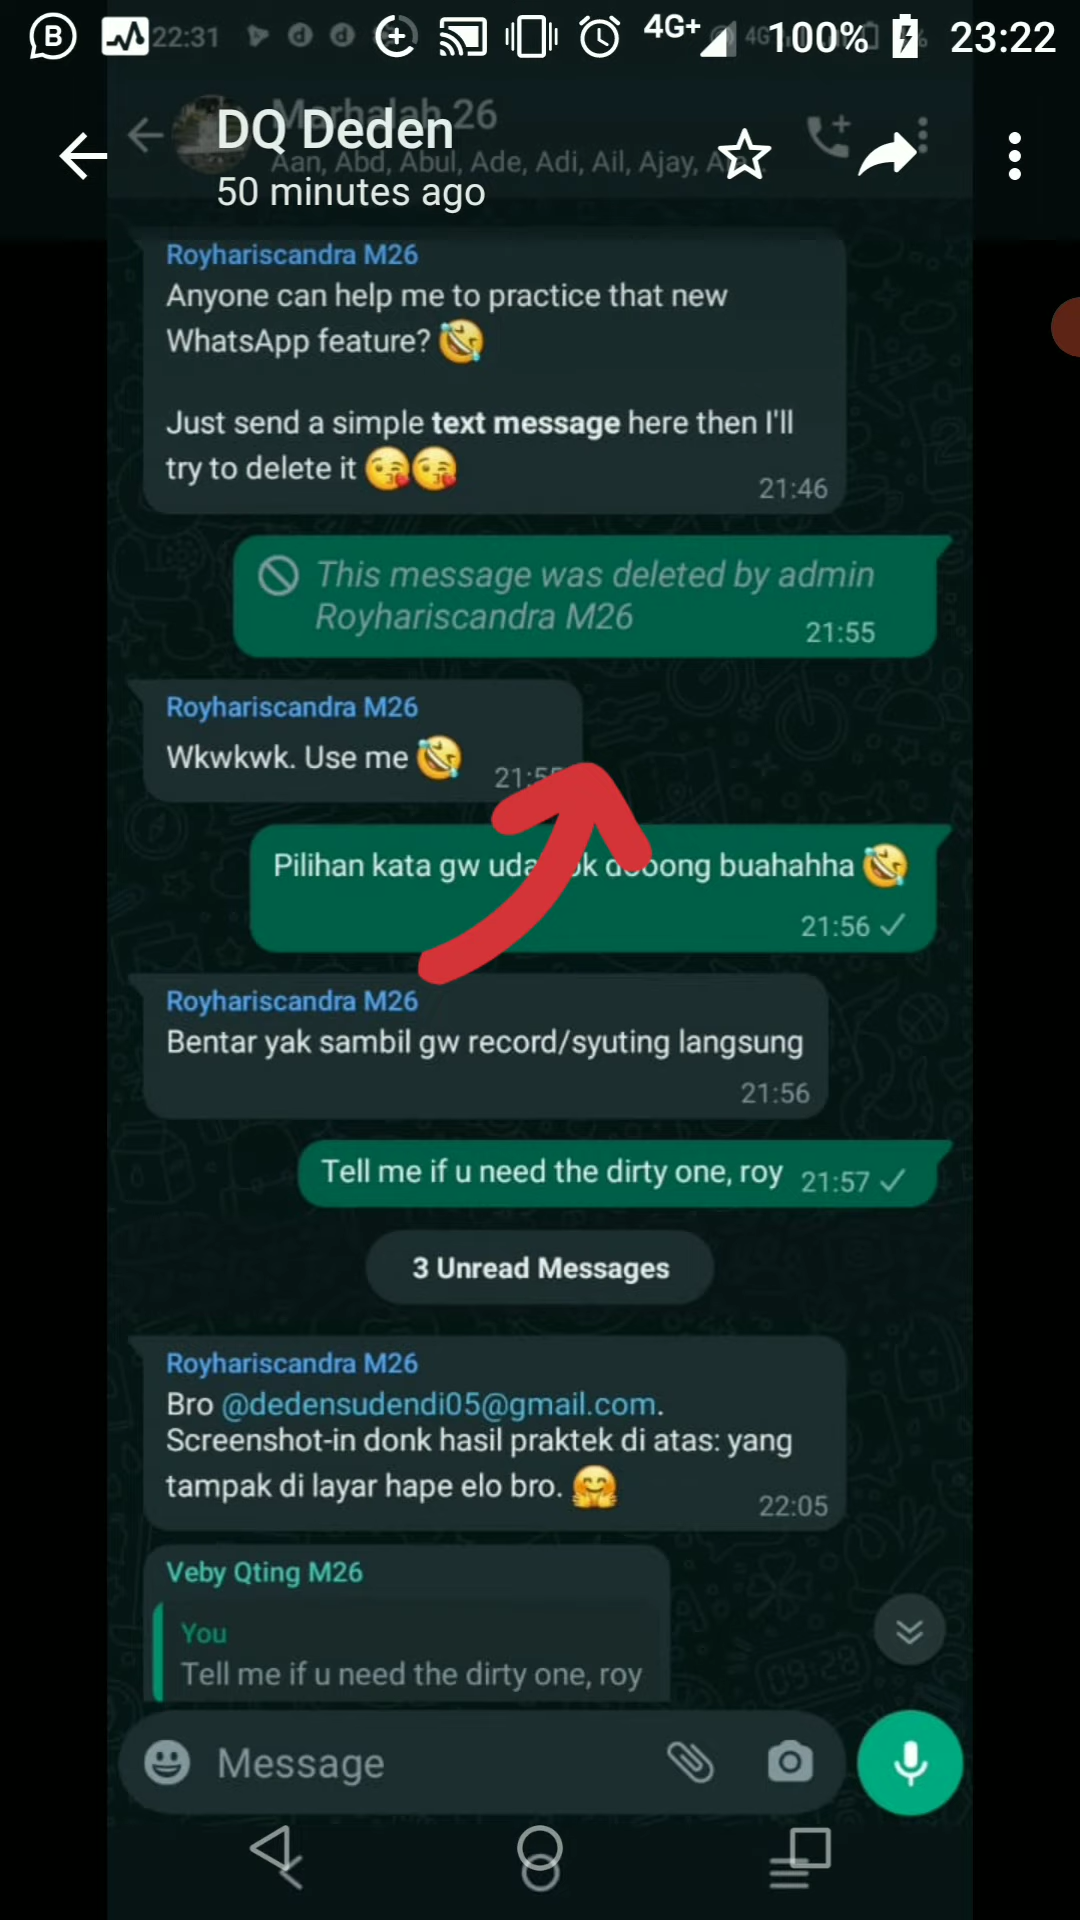 B 22:31 4G+ 4G 100% 23:22
Marhalah 26
DQ Deden
Aan, Abd, Abul, Ade, Adi, Ail, Ajay,
50 minutes ago
Royhariscandra M26
Anyone can help me to practice that new
WhatsApp feature? 🤣
Just send a simple text message here then I'll
try to delete it 😘😘
21:46
This message was deleted by admin
Royhariscandra M26
21:55
Royhariscandra M26
Wkwkwk. Use me 🤣
21:55
Pilihan kata gw buahahha 🤣
21:56
Royhariscandra M26
Bentar yak sambil gw record/syuting langsung
21:56
Tell me if u need the dirty one, roy 21:57
3 Unread Messages
Royhariscandra M26
Bro @dedensudendi05@gmail.com.
Screenshot-in donk hasil praktek di atas: yang
tampak di layar hape elo bro. 🤗
22:05
Veby Qting M26
You
Tell me if u need the dirty one, roy
Message